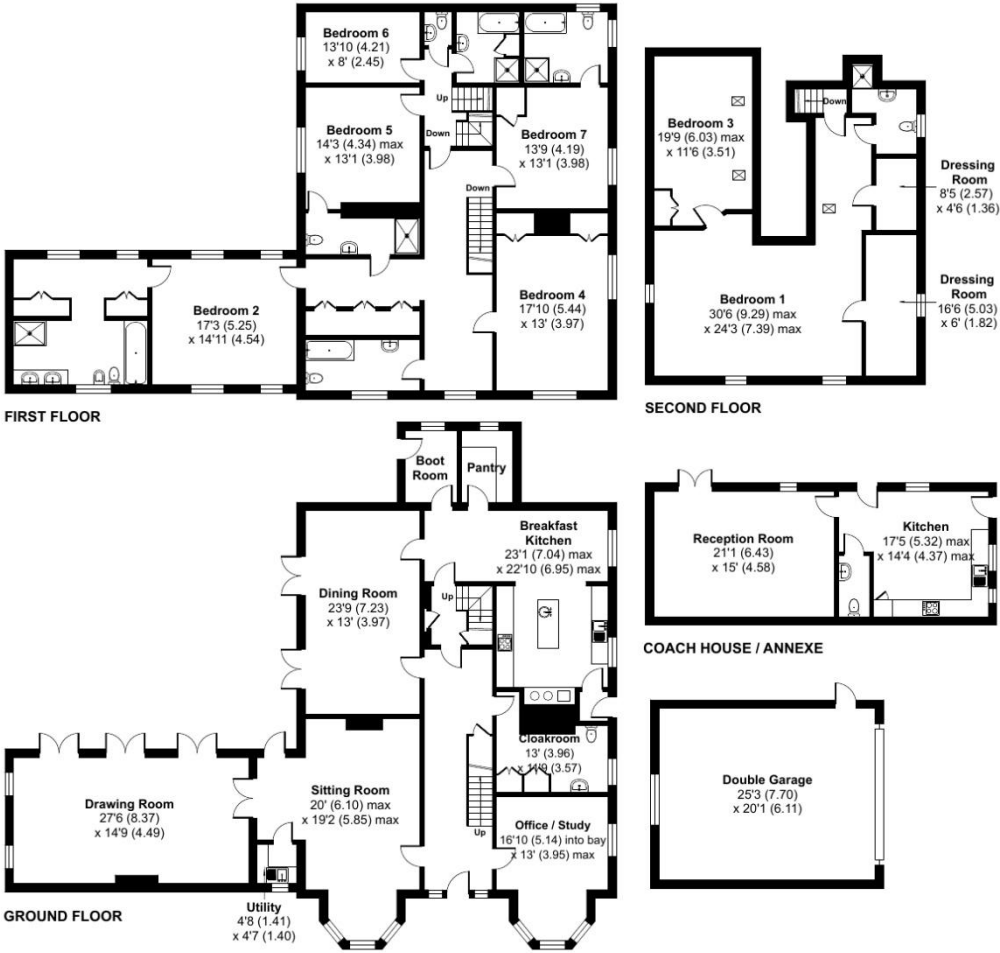 Bedroom 6
13'10 (4.21)
x 8' (2.45)
Up
Bedroom 5
14'3 (4.34) max
x 13'1 (3.98)
Down
Bedroom 7
13'9 (4.19)
x 13'1 (3.98)
Down
Bedroom 2
17'3 (5.25)
x 14'11 (4.54)
Bedroom 4
17'10 (5.44)
x 13' (3.97)
FIRST FLOOR
Bedroom 3
19'9 (6.03) max
x 11'6 (3.51)
Down
Dressing
Room
8'5 (2.57)
x 4'6 (1.36)
Bedroom 1
30'6 (9.29) max
x 24'3 (7.39) max
Dressing
Room
16'6 (5.03)
x 6' (1.82)
SECOND FLOOR
Boot
Room
Pantry
Breakfast
Kitchen
23'1 (7.04) max
x 22'10 (6.95) max
Dining Room
23'9 (7.23)
x 13' (3.97)
Up
Cloakroom
13' (3.96)
x 11'9 (3.57)
Drawing Room
27'6 (8.37)
x 14'9 (4.49)
Sitting Room
20' (6.10) max
x 19'2 (5.85) max
Up
Office / Study
16'10 (5.14) into bay
x 13' (3.95) max
Utility
4'8 (1.41)
x 4'7 (1.40)
GROUND FLOOR
Reception Room
21'1 (6.43)
x 15' (4.58)
Kitchen
17'5 (5.32) max
x 14'4 (4.37) max
COACH HOUSE / ANNEXE
Double Garage
25'3 (7.70)
x 20'1 (6.11)